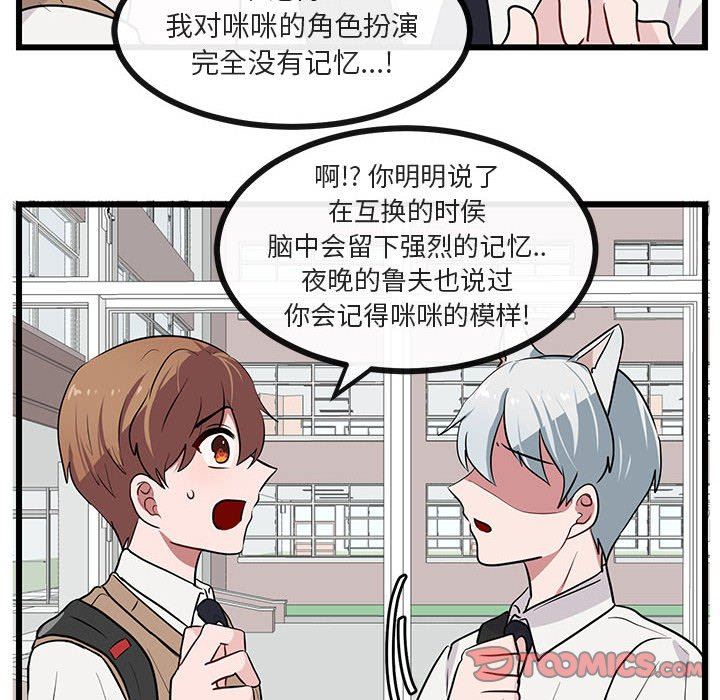 我对咪咪的角色扮演
完全没有记忆...!
啊!? 你明明说了
在互换的时侯
脑中会留下强烈的记忆..
夜晚的鲁夫也说过
你会记得咪咪的模样!
TOOMICS.COM